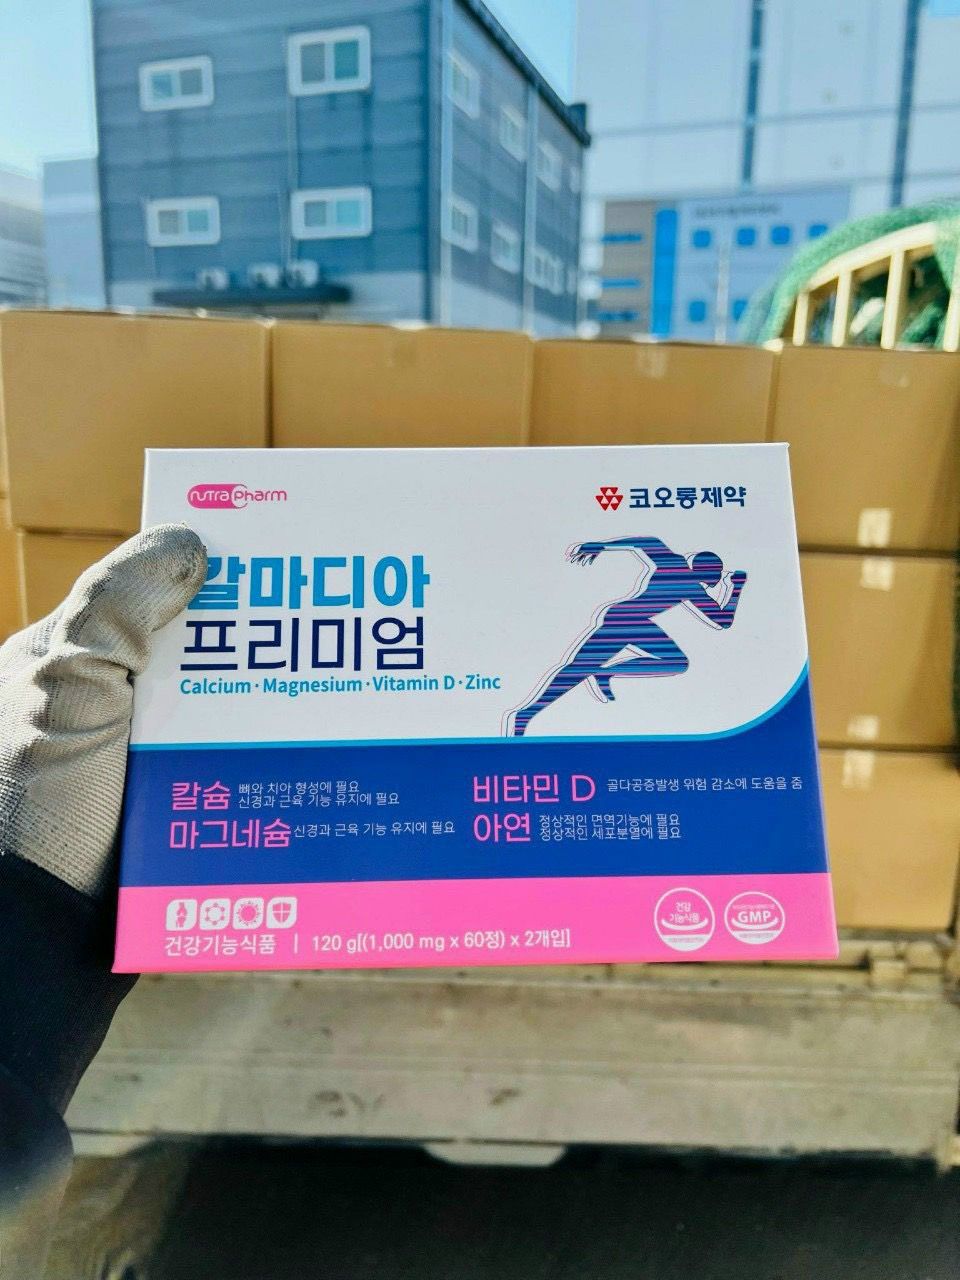 nutra Pharm
코오롱제약
칼마디아
프리미엄
Calcium·Magnesium·Vitamin D·Zinc
칼슘 뼈와 치아 형성에 필요
신경과 근육 기능 유지에 필요
비타민 D 골다공증발생 위험 감소에 도움을 줌
마그네슘 신경과 근육 기능 유지에 필요
아연 정상적인 면역기능에 필요
정상적인 세포분열에 필요
건강기능식품 | 120 g[(1,000 mg x 60정) x 2개입]
건강
기능식품
GMP